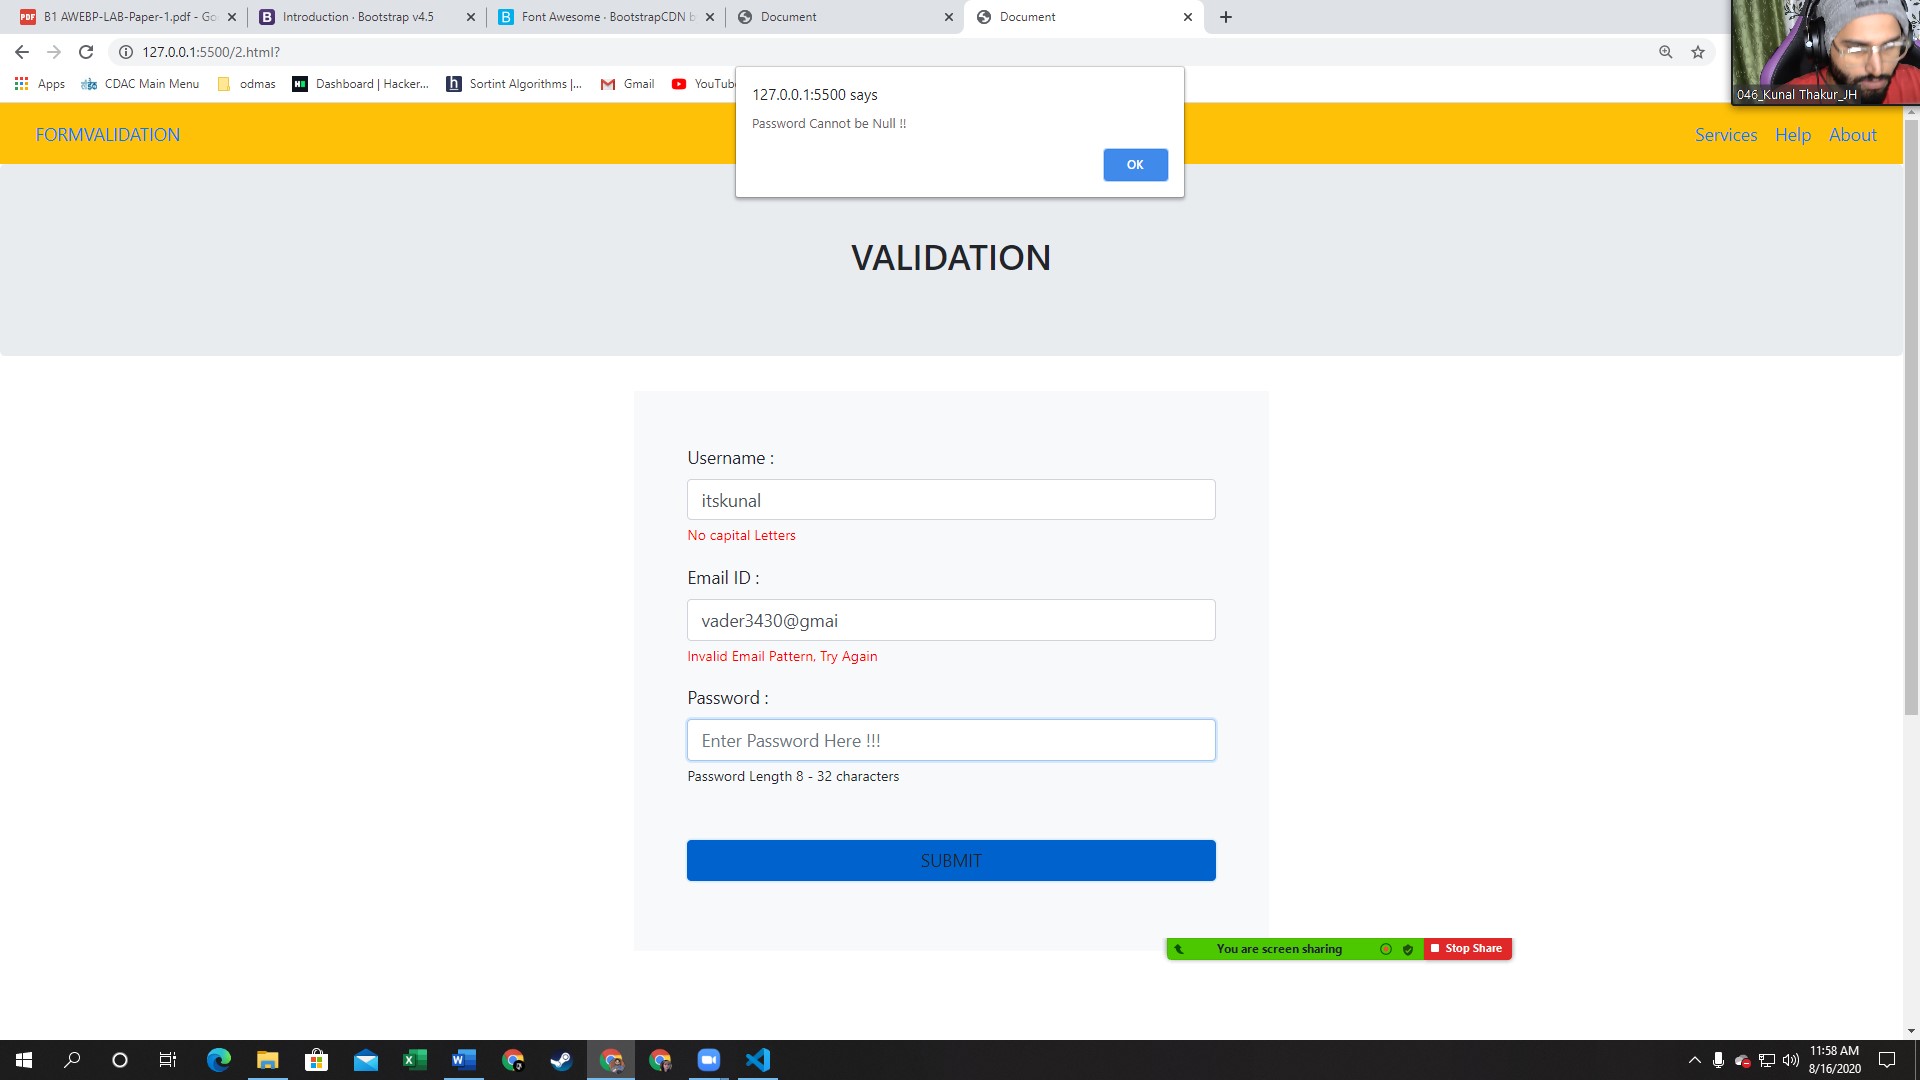 B1 AWEBP-LAB-Paper-1.pdf - Go
Introduction · Bootstrap v4.5
Font Awesome · BootstrapCDN b
Document
Document
127.0.0.1:5500/2.html?
Apps
CDAC Main Menu
odmas
Dashboard | Hacker...
Sortint Algorithms |...
Gmail
YouTub
046_Kunal Thakur_JH
127.0.0.1:5500 says
Password Cannot be Null !!
OK
FORMVALIDATION
Services Help About
VALIDATION
Username :
itskunal
No capital Letters
Email ID :
vader3430@gmai
Invalid Email Pattern, Try Again
Password :
Enter Password Here !!!
Password Length 8 - 32 characters
SUBMIT
You are screen sharing
Stop Share
11:58 AM
8/16/2020